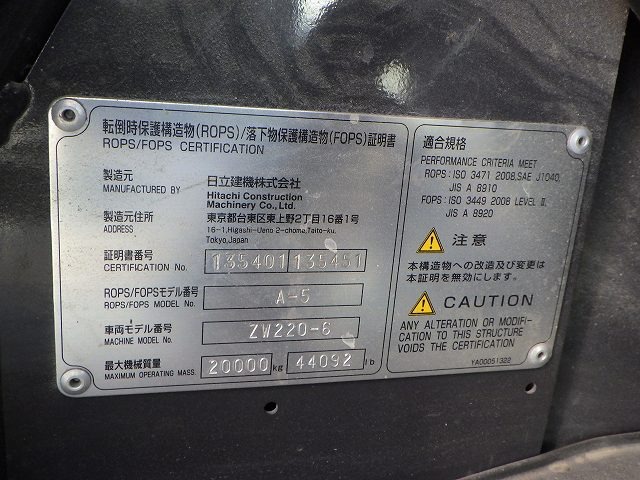 転倒時保護構造物(ROPS)/落下物保護構造物(FOPS)証明書
ROPS/FOPS CERTIFICATION
製造元 日立建機株式会社
MANUFACTURED BY Hitachi Construction
Machinery Co., Ltd.
製造元住所 東京都台東区東上野2丁目16番1号
ADDRESS 16-1,Higashi-Ueno 2-chome,Taito-ku,
Tokyo,Japan
証明書番号
CERTIFICATION No. 135401 135451
ROPS/FOPSモデル番号
ROPS/FOPS MODEL No. A-5
車両モデル番号
MACHINE MODEL No. ZW220-6
最大機械質量
MAXIMUM OPERATING MASS. 20000 kg 44092 lb
適合規格
PERFORMANCE CRITERIA MEET
ROPS: ISO 3471 2008, SAE J1040,
JIS A 8910
FOPS: ISO 3449 2008 LEVEL II,
JIS A 8920
注意
本構造物への改造及び変更は
本証明を無効にします。
CAUTION
ANY ALTERATION OR MODIFI-
CATION TO THIS STRUCTURE
VOIDS THE CERTIFICATION
YA00051322